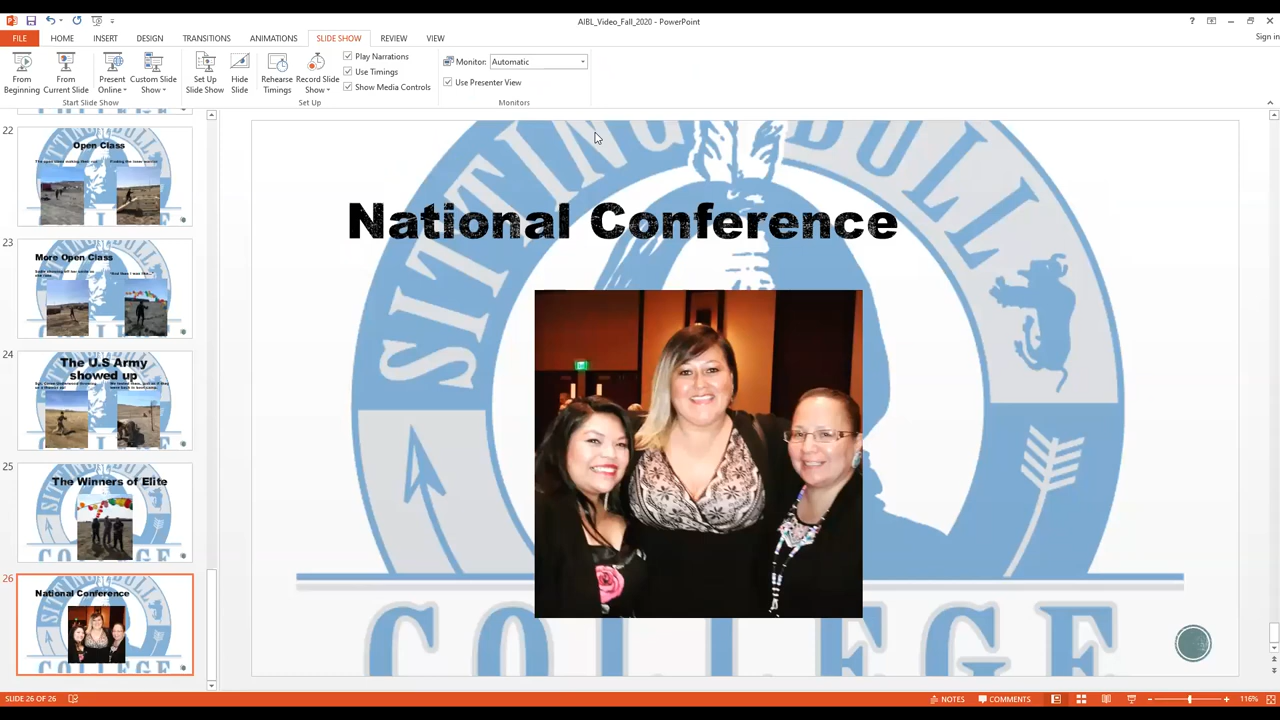 AIBL_Video_Fall_2020 - PowerPoint
?
Sign in
FILE HOME INSERT DESIGN TRANSITIONS ANIMATIONS SLIDE SHOW REVIEW VIEW
From Beginning
From Current Slide
Present Online
Custom Slide Show
Start Slide Show
Set Up Slide Show
Hide Slide
Rehearse Timings
Record Slide Show
Play Narrations
Use Timings
Show Media Controls
Set Up
Monitor: Automatic
Use Presenter View
Monitors
22
Open Class
23
More Open Class
24
The U.S Army
showed up
25
The Winners of Elite
26
National Conference
SITTING BULL
National Conference
COLLEGE
SLIDE 26 OF 26
NOTES COMMENTS
116%